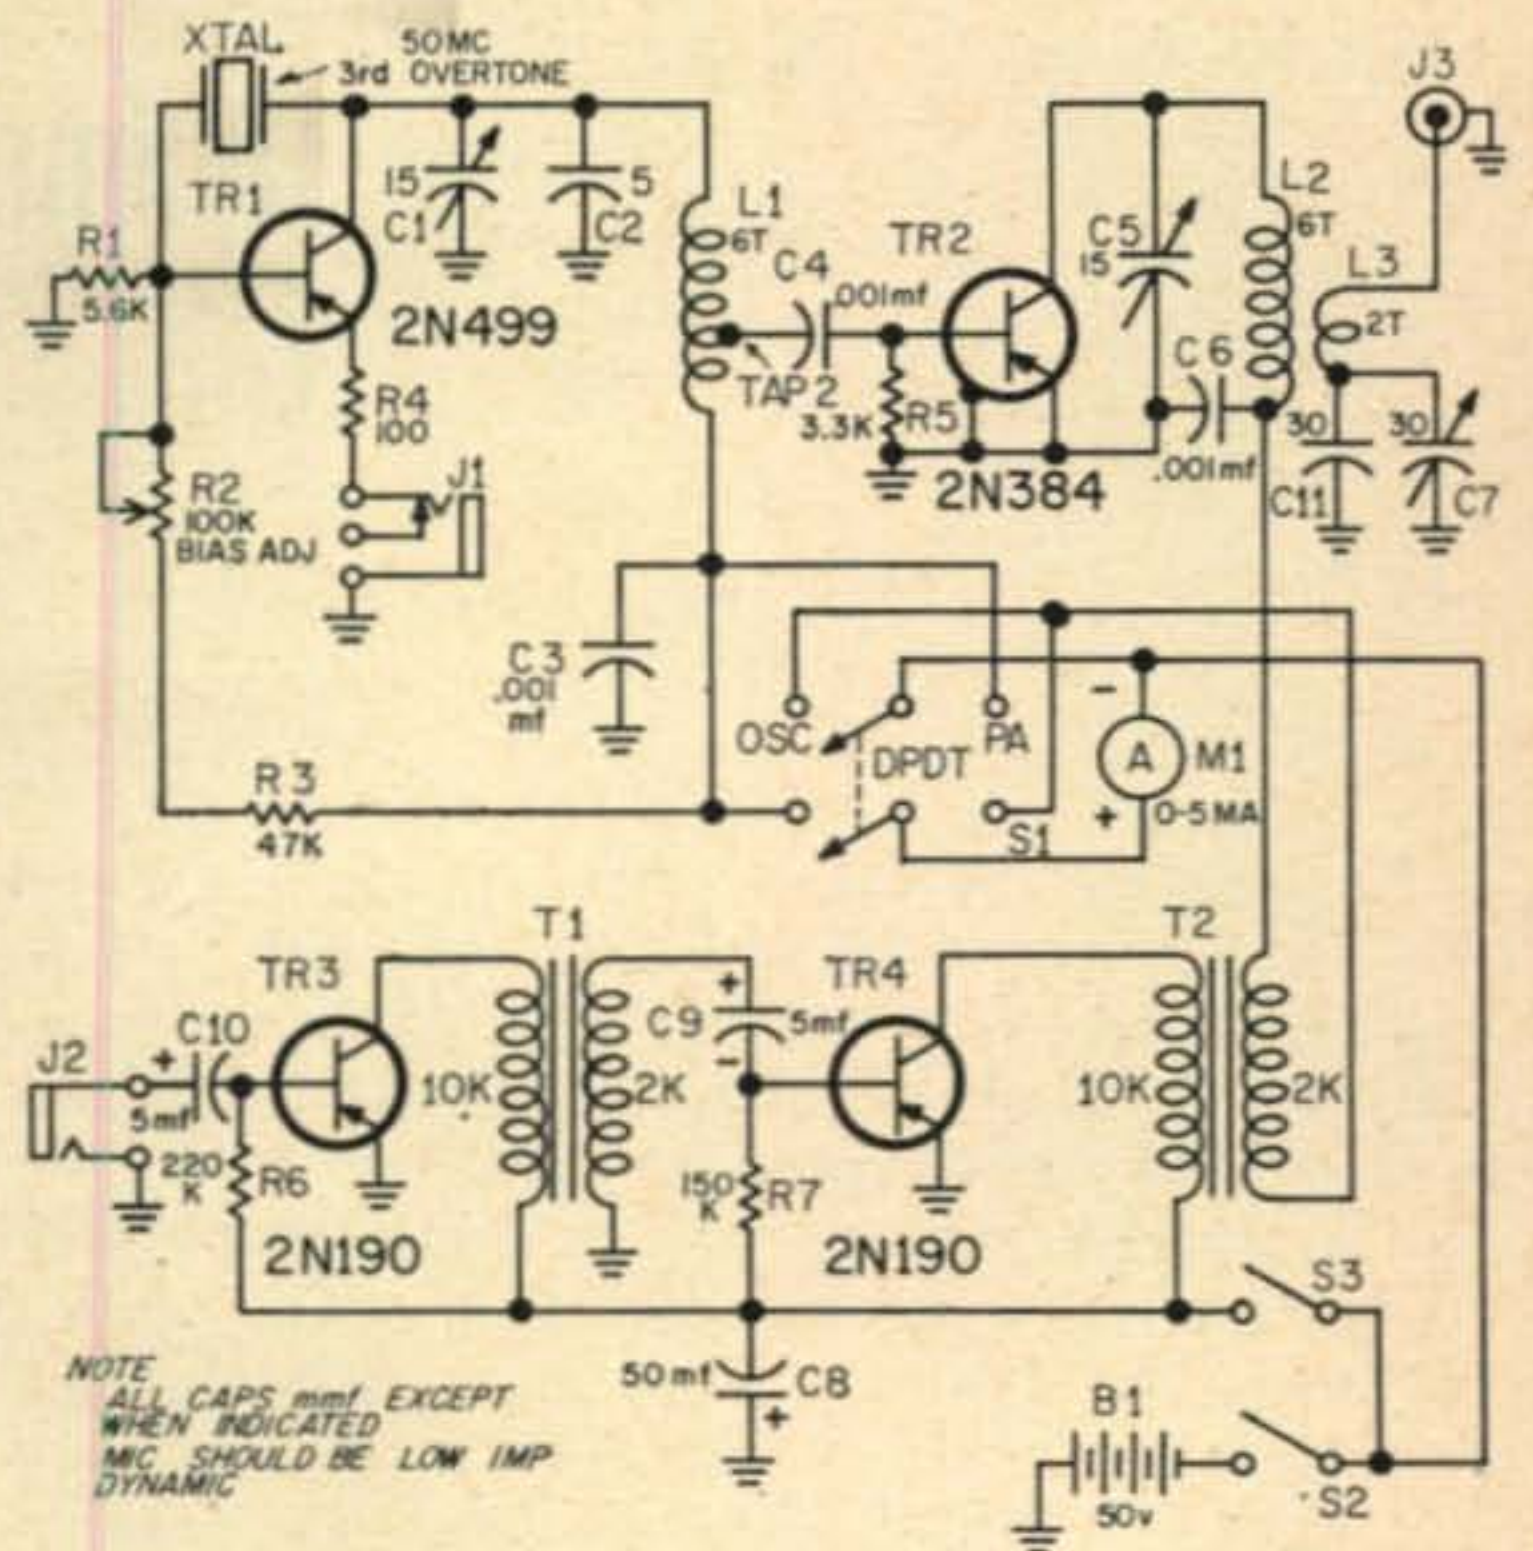 XTAL
50MC
3rd OVERTONE
J3
TR1
15
C1
5
C2
L1
6T
C4
.001mf
TR2
C5
15
L2
6T
L3
2T
R1
5.6K
2N499
R4
100
TAP 2
3.3K
R5
C6
.001mf
30
C11
30
C7
2N384
R2
100K
BIAS ADJ
J1
C3
.001
mf
OSC
DPDT
PA
-
A
M1
+
0-5MA
S1
R3
47K
T1
T2
TR3
TR4
J2
+
C10
5mf
10K
2K
+
C9
5mf
-
10K
2K
220
K
R6
150
K
R7
2N190
2N190
S3
50mf
C8
+
B1
50v
S2
NOTE
ALL CAPS mmf EXCEPT
WHEN INDICATED
MIC SHOULD BE LOW IMP
DYNAMIC